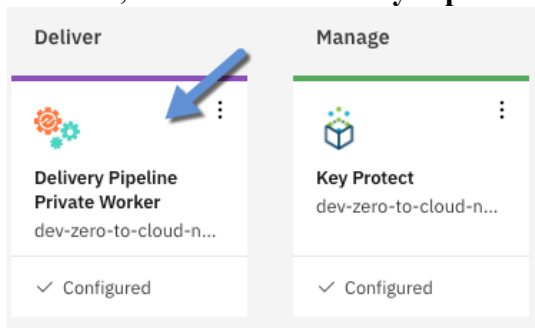 Deliver
Manage
Delivery Pipeline
Private Worker
dev-zero-to-cloud-n...
Configured
Key Protect
dev-zero-to-cloud-n...
Configured